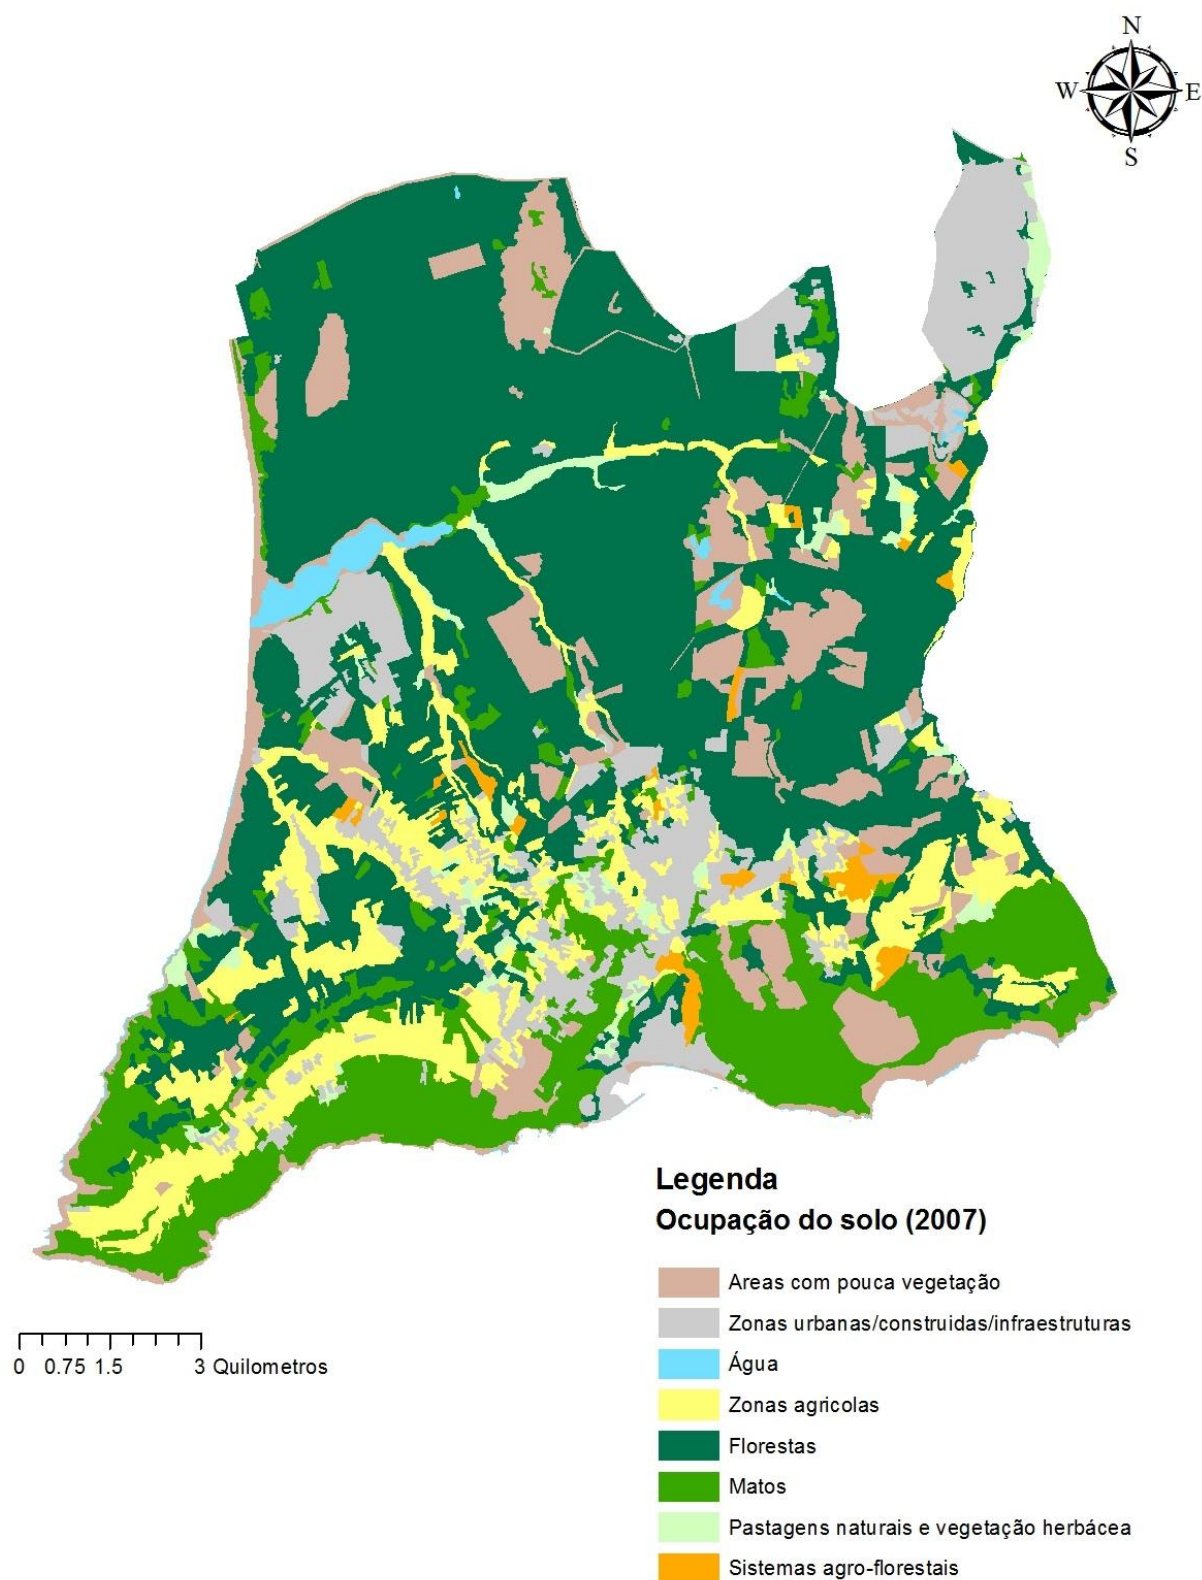 N
W E
S
Legenda
Ocupação do solo (2007)
Areas com pouca vegetação
Zonas urbanas/construidas/infraestruturas
Água
Zonas agricolas
Florestas
Matos
Pastagens naturais e vegetação herbácea
Sistemas agro-florestais
0 0.75 1.5 3 Quilometros